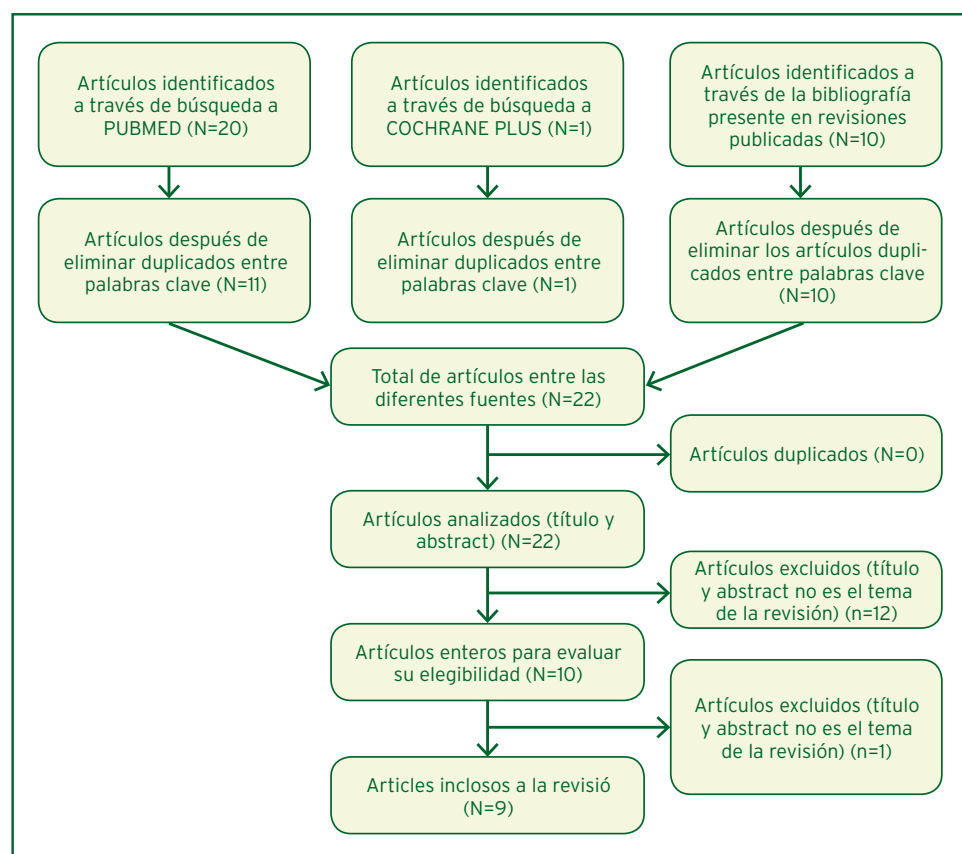 Artículos identificados
a través de búsqueda a
PUBMED (N=20)
Artículos identificados
a través de búsqueda a
COCHRANE PLUS (N=1)
Artículos identificados a
través de la bibliografía
presente en revisiones
publicadas (N=10)
Artículos después de
eliminar duplicados entre
palabras clave (N=11)
Artículos después de
eliminar duplicados entre
palabras clave (N=1)
Artículos después de
eliminar los artículos dupli-
cados entre palabras clave
(N=10)
Total de artículos entre las
diferentes fuentes (N=22)
Artículos duplicados (N=0)
Artículos analizados (título y
abstract) (N=22)
Artículos excluidos (título
y abstract no es el tema
de la revisión) (n=12)
Artículos enteros para evaluar
su elegibilidad (N=10)
Artículos excluidos (título
y abstract no es el tema
de la revisión) (n=1)
Articles inclosos a la revisió
(N=9)